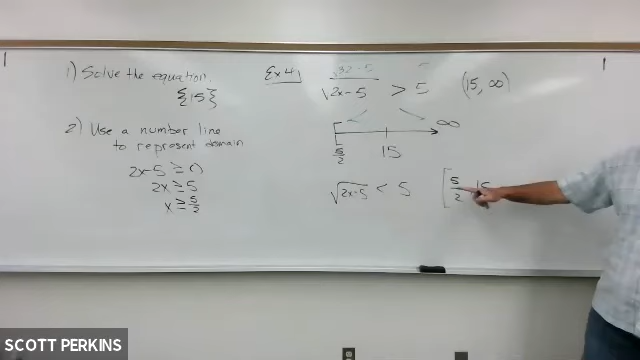 1) Solve the equation.
{15}
2) Use a number line
to represent domain
2x-5 ≥ 0
2x ≥ 5
x ≥ 5/2
Ex 4)
√2x-5 > 5
(15, ∞)
∞
5/2
15
√2x-5 < 5
[5/2
15
SCOTT PERKINS